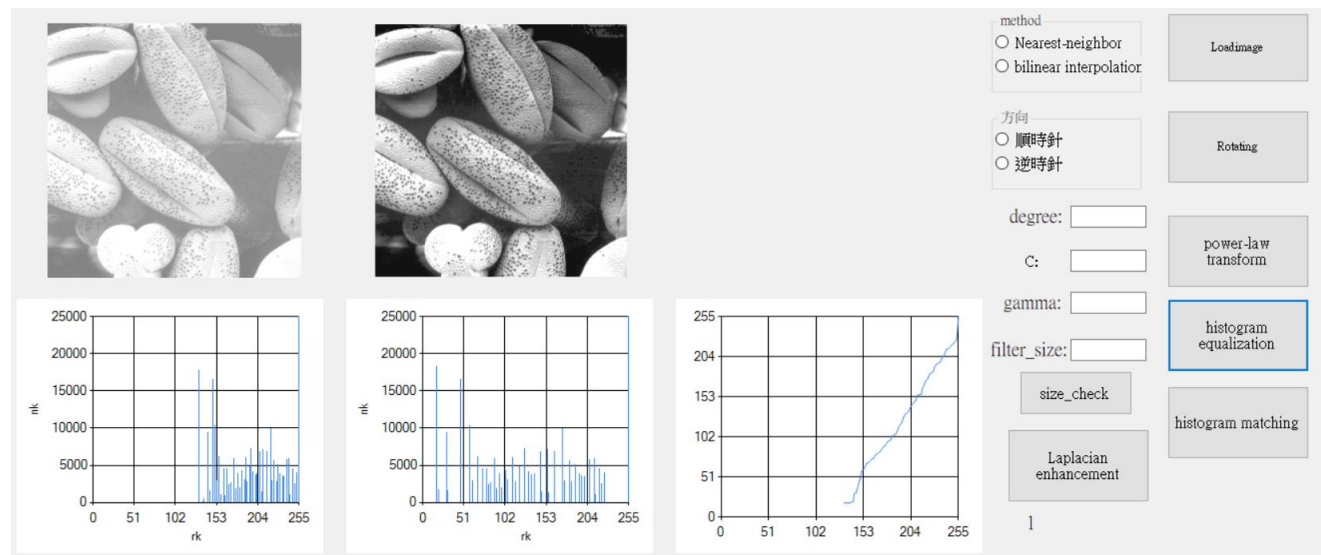 method
Nearest-neighbor
bilinear interpolation
方向
順時針
逆時針
degree:
C:
gamma:
filter_size:
size_check
Laplacian
enhancement
1
Loadimage
Rotating
power-law
transform
histogram
equalization
histogram matching
25000
20000
15000
10000
5000
0
nk
0 51 102 153 204 255
rk
25000
20000
15000
10000
5000
0
nk
0 51 102 153 204 255
rk
255
204
153
102
51
0
0 51 102 153 204 255